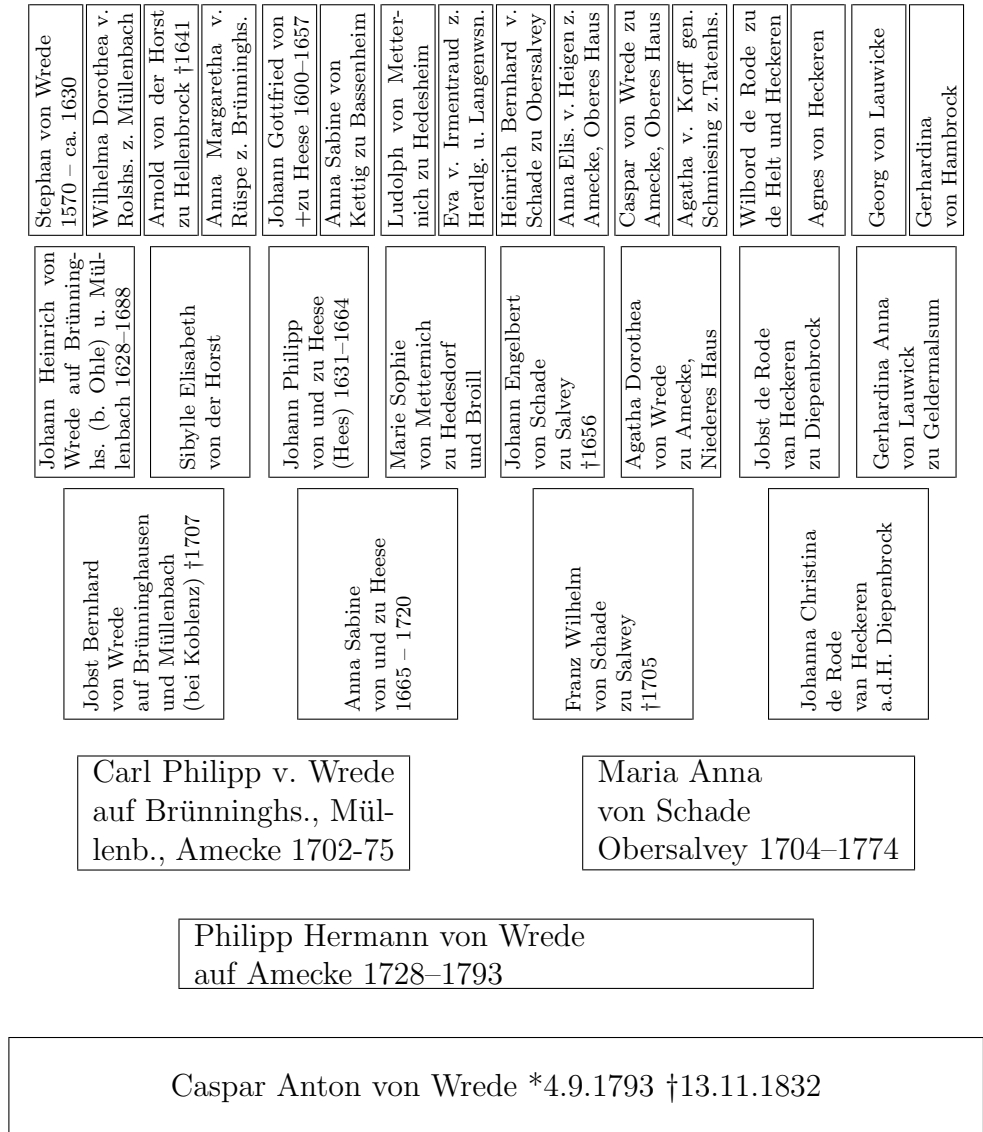 Stephan von Wrede
1570 – ca. 1630
Wilhelma Dorothea v.
Rolshs. z. Müllenbach
Arnold von der Horst
zu Hellenbrock †1641
Anna Margaretha v.
Rüspe z. Brünninghs.
Johann Gottfried von
+zu Heese 1600–1657
Anna Sabine von
Kettig zu Bassenheim
Ludolph von Metter-
nich zu Hedesheim
Eva v. Irmentraud z.
Herdlg. u. Langenwsn.
Heinrich Bernhard v.
Schade zu Obersalvey
Anna Elis. v. Heigen z.
Amecke, Oberes Haus
Caspar von Wrede zu
Amecke, Oberes Haus
Agatha v. Korff gen.
Schmiesing z.Tatenhs.
Wilbord de Rode zu
de Helt und Heckeren
Agnes von Heckeren
Georg von Lauwicke
Gerhardina
von Hambrock
Johann Heinrich von
Wrede auf Brünning-
hs. (b. Ohle) u. Mül-
lenbach 1628–1688
Sibylle Elisabeth
von der Horst
Johann Philipp
von und zu Heese
(Hees) 1631–1664
Marie Sophie
von Metternich
zu Hedesdorf
und Broill
Johann Engelbert
von Schade
zu Salvey
†1656
Agatha Dorothea
von Wrede
zu Amecke,
Niederes Haus
Jobst de Rode
van Heckeren
zu Diepenbrock
Gerhardina Anna
von Lauwick
zu Geldermalsum
Jobst Bernhard
von Wrede
auf Brünninghausen
und Müllenbach
(bei Koblenz) †1707
Anna Sabine
von und zu Heese
1665 – 1720
Franz Wilhelm
von Schade
zu Salwey
†1705
Johanna Christina
de Rode
van Heckeren
a.d.H. Diepenbrock
Carl Philipp v. Wrede
auf Brünninghs., Mül-
lenb., Amecke 1702-75
Maria Anna
von Schade
Obersalvey 1704–1774
Philipp Hermann von Wrede
auf Amecke 1728–1793
Caspar Anton von Wrede *4.9.1793 †13.11.1832